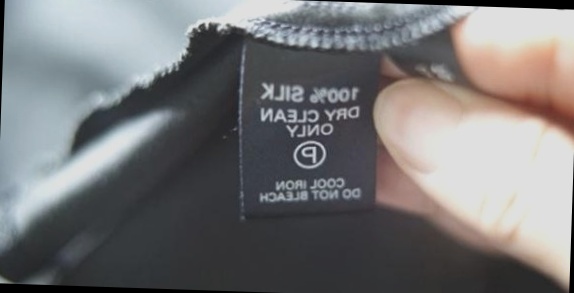 100% SILK
DRY CLEAN
ONLY
P
COOL IRON
DO NOT BLEACH